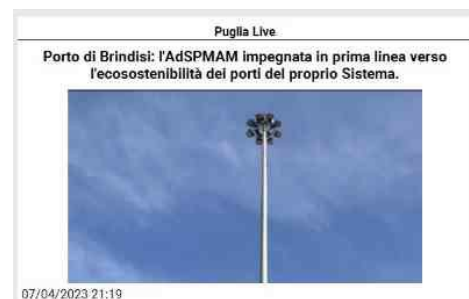 Puglia Live
Porto di Brindisi: l'AdSPMAM impegnata in prima linea verso
l'ecosostenibilità dei porti del proprio Sistema.
07/04/2023 21:19